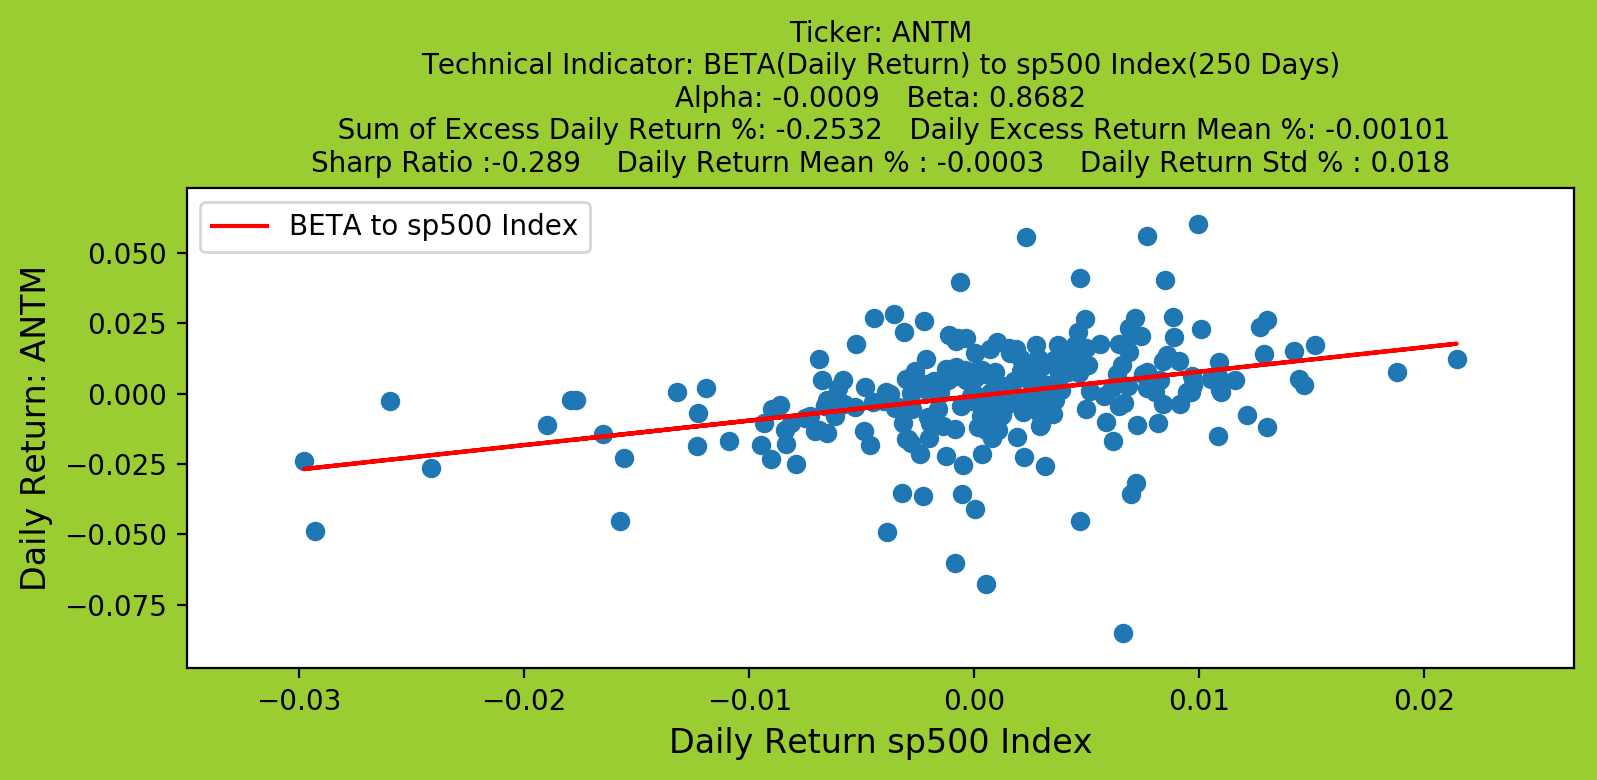 Ticker: ANTM
Technical Indicator: BETA(Daily Return) to sp500 Index(250 Days)
Alpha: -0.0009 Beta: 0.8682
Sum of Excess Daily Return %: -0.2532 Daily Excess Return Mean %: -0.00101
Sharp Ratio :-0.289 Daily Return Mean % : -0.0003 Daily Return Std % : 0.018
BETA to sp500 Index
Daily Return: ANTM
0.050
0.025
0.000
−0.025
−0.050
−0.075
−0.03 −0.02 −0.01 0.00 0.01 0.02
Daily Return sp500 Index